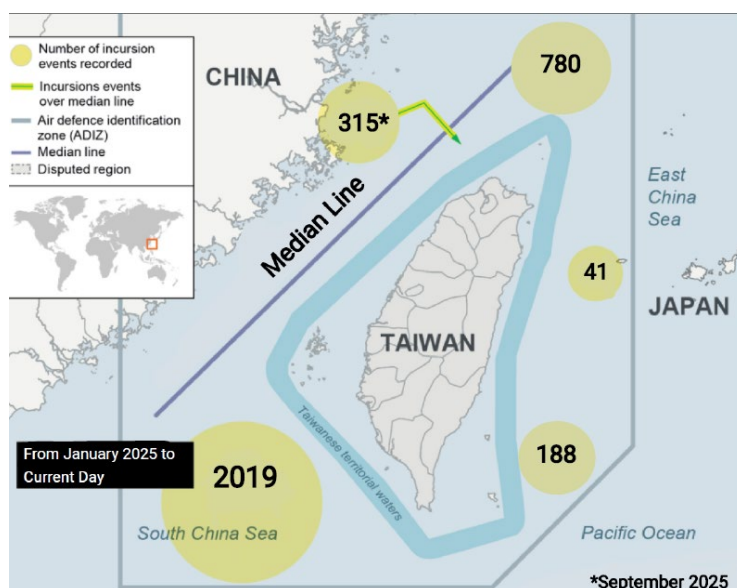 Number of incursion
events recorded
Incursions events
over median line
Air defence identification
zone (ADIZ)
Median line
Disputed region
CHINA
780
315*
Median Line
East
China
Sea
41
JAPAN
TAIWAN
Taiwanese territorial waters
From January 2025 to
Current Day
2019
188
South China Sea
Pacific Ocean
*September 2025